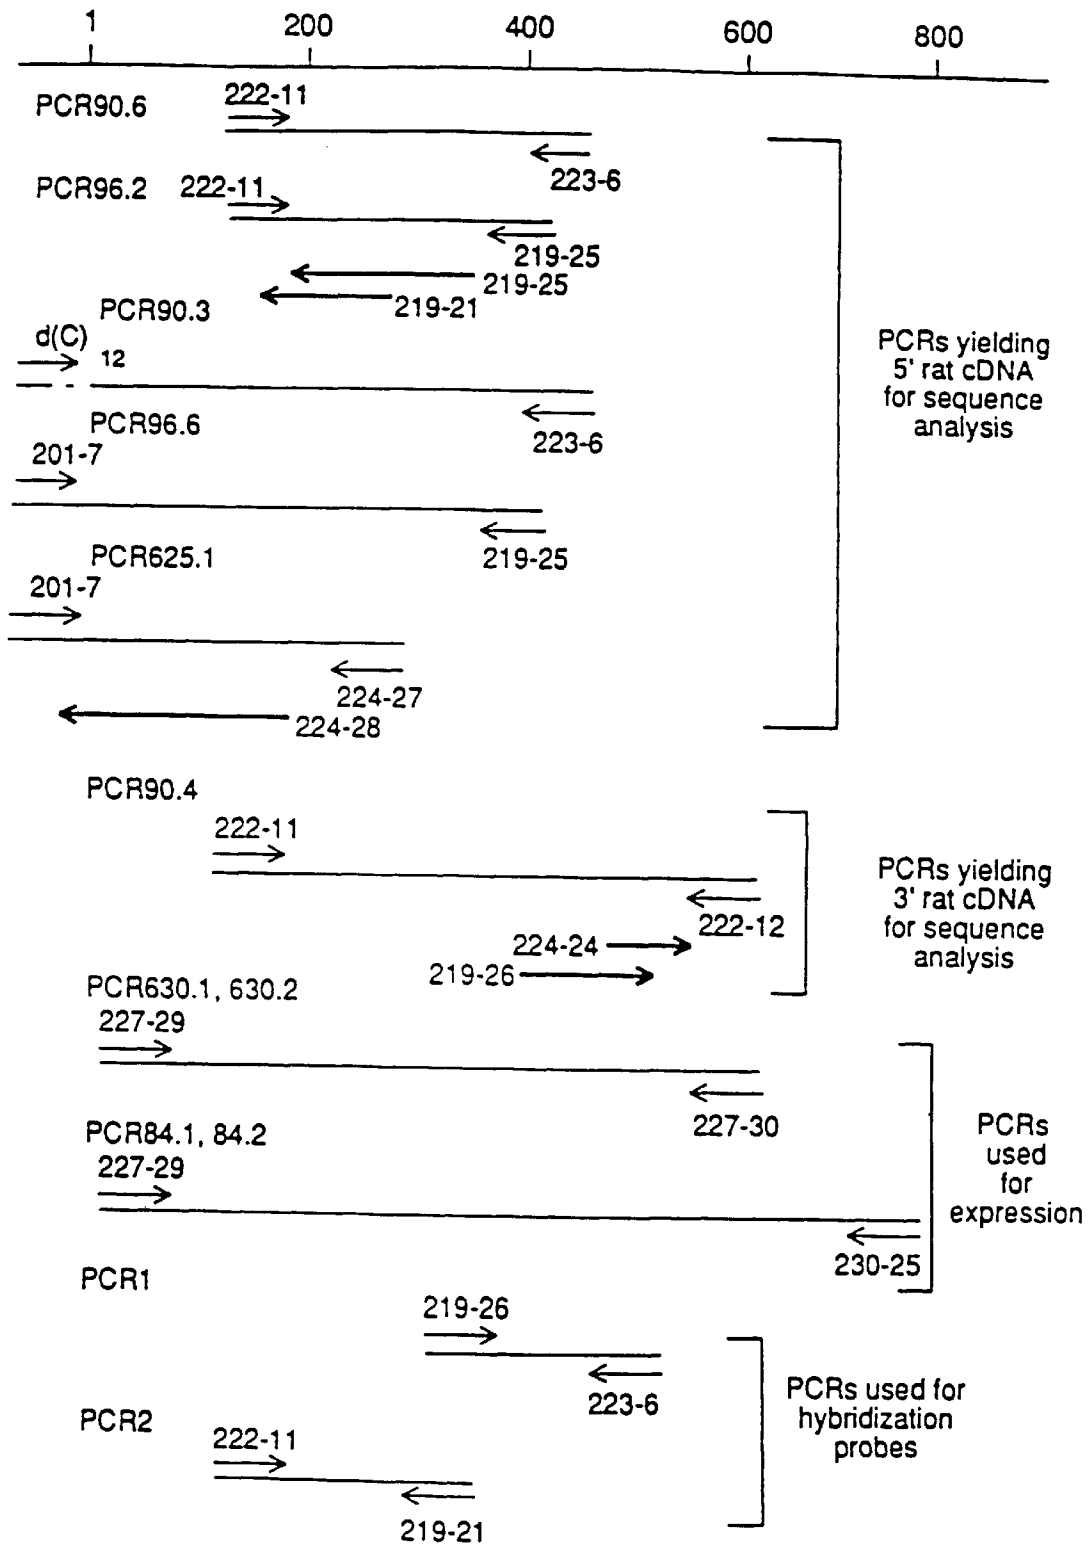 1 200 400 600 800
PCR90.6
222-11
223-6
PCR96.2
222-11
219-25
219-25
219-21
PCR90.3
d(C)
12
223-6
PCR96.6
201-7
219-25
PCR625.1
201-7
224-27
224-28
PCRs yielding
5' rat cDNA
for sequence
analysis
PCR90.4
222-11
222-12
224-24
219-26
PCRs yielding
3' rat cDNA
for sequence
analysis
PCR630.1, 630.2
227-29
227-30
PCR84.1, 84.2
227-29
230-25
PCRs
used
for
expression
PCR1
219-26
223-6
PCR2
222-11
219-21
PCRs used for
hybridization
probes